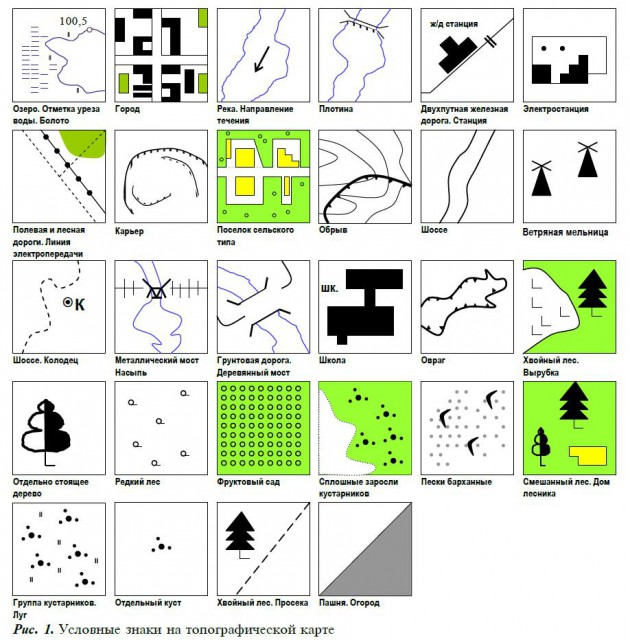 100,5
ж/д станция
Озеро. Отметка уреза
воды. Болото
Город
Река. Направление
течения
Плотина
Двухпутная железная
дорога. Станция
Электростанция
Полевая и лесная
дороги. Линия
электропередачи
Карьер
Поселок сельского
типа
Обрыв
Шоссе
Ветряная мельница
К
шк.
Шоссе. Колодец
Металлический мост
Насыпь
Грунтовая дорога.
Деревянный мост
Школа
Овраг
Хвойный лес.
Вырубка
Отдельно стоящее
дерево
Редкий лес
Фруктовый сад
Сплошные заросли
кустарников
Пески барханные
Смешанный лес. Дом
лесника
Группа кустарников.
Луг
Отдельный куст
Хвойный лес. Просека
Пашня. Огород
Рис. 1. Условные знаки на топографической карте